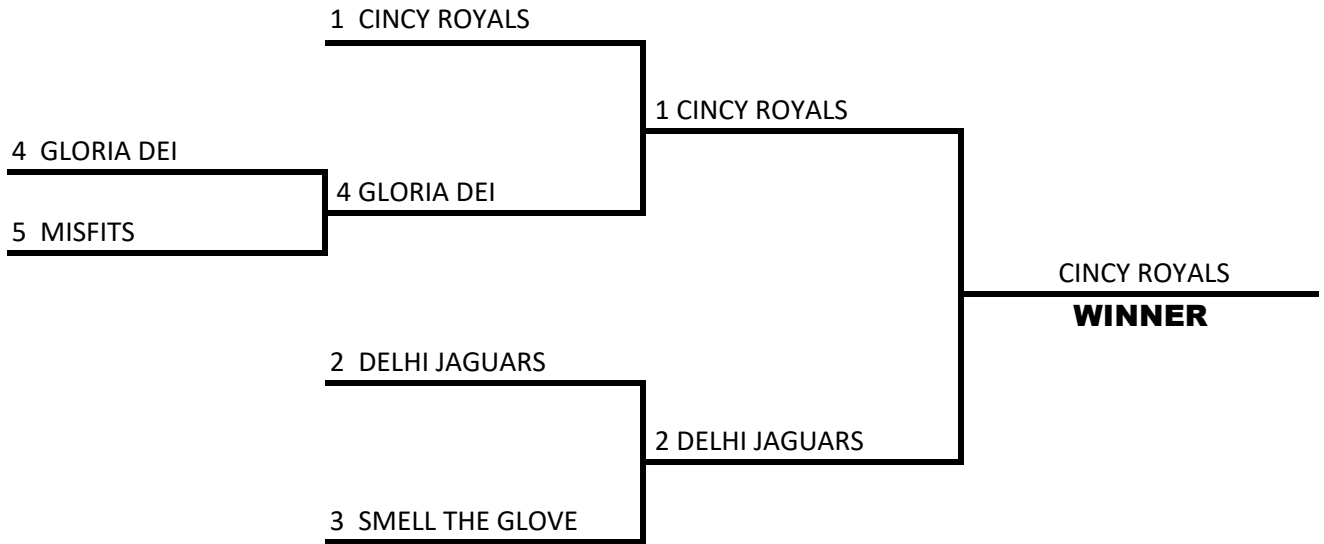 1 CINCY ROYALS
1 CINCY ROYALS
4 GLORIA DEI
4 GLORIA DEI
5 MISFITS
CINCY ROYALS
WINNER
2 DELHI JAGUARS
2 DELHI JAGUARS
3 SMELL THE GLOVE